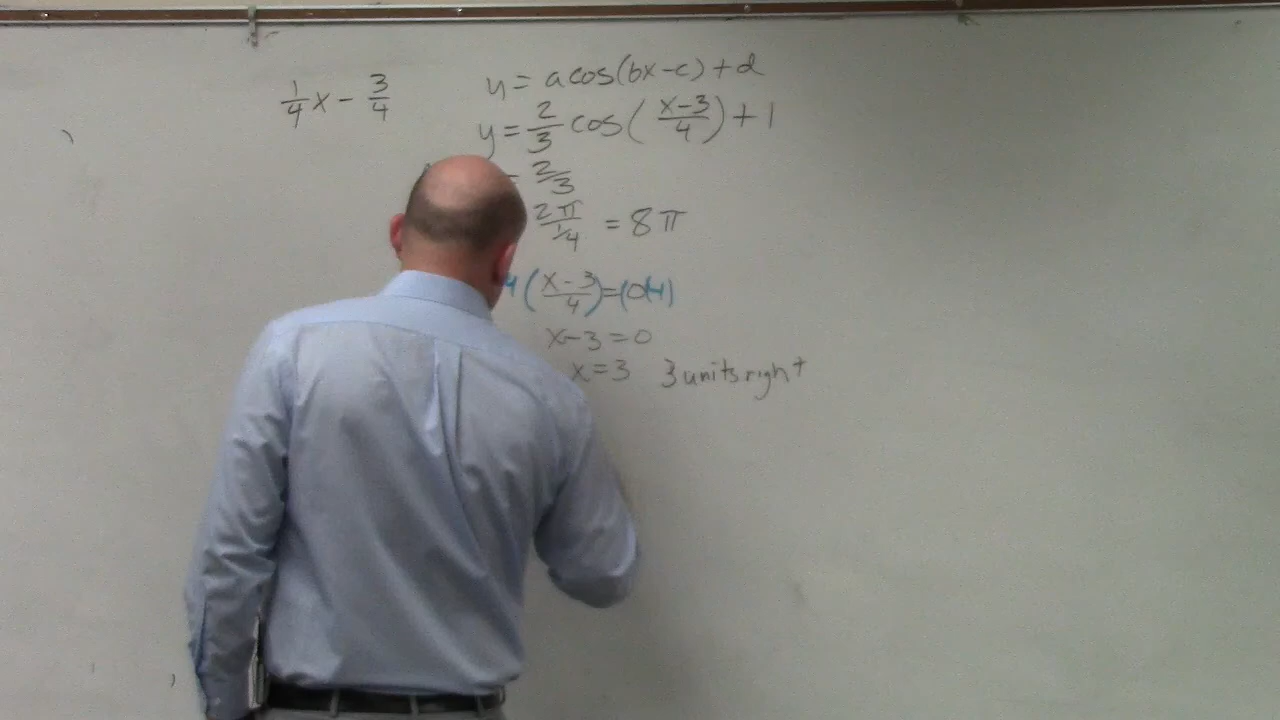 1/4 x - 3/4
y = a cos(bx-c) + d
y = 2/3 cos( (x-3)/4 ) + 1
2/3
2π / 1/4 = 8π
4 ( (x-3)/4 ) = (0(4)
x-3=0
x=3 3 units right